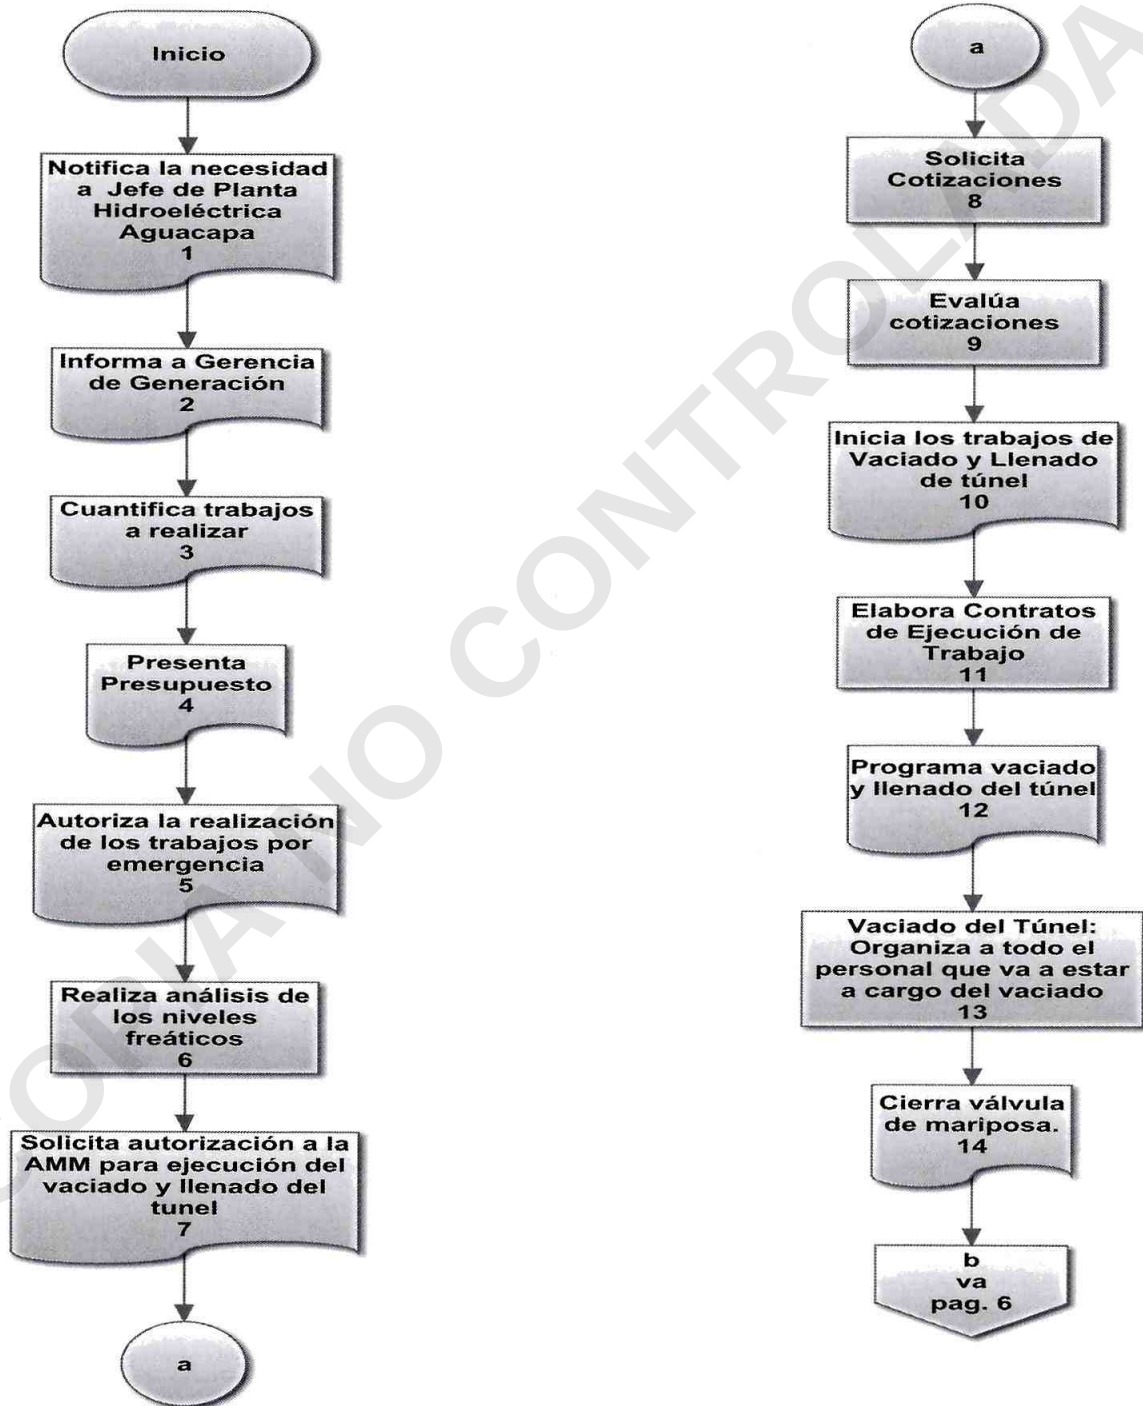 Inicio
Notifica la necesidad
a Jefe de Planta
Hidroeléctrica
Aguacapa
1
Informa a Gerencia
de Generación
2
Cuantifica trabajos
a realizar
3
Presenta
Presupuesto
4
Autoriza la realización
de los trabajos por
emergencia
5
Realiza análisis de
los niveles
freáticos
6
Solicita autorización a la
AMM para ejecución del
vaciado y llenado del
tunel
7
a
a
Solicita
Cotizaciones
8
Evalúa
cotizaciones
9
Inicia los trabajos de
Vaciado y Llenado
de túnel
10
Elabora Contratos
de Ejecución de
Trabajo
11
Programa vaciado
y llenado del túnel
12
Vaciado del Túnel:
Organiza a todo el
personal que va a estar
a cargo del vaciado
13
Cierra válvula
de mariposa.
14
b
va
pag. 6
COPIA NO CONTROLADA